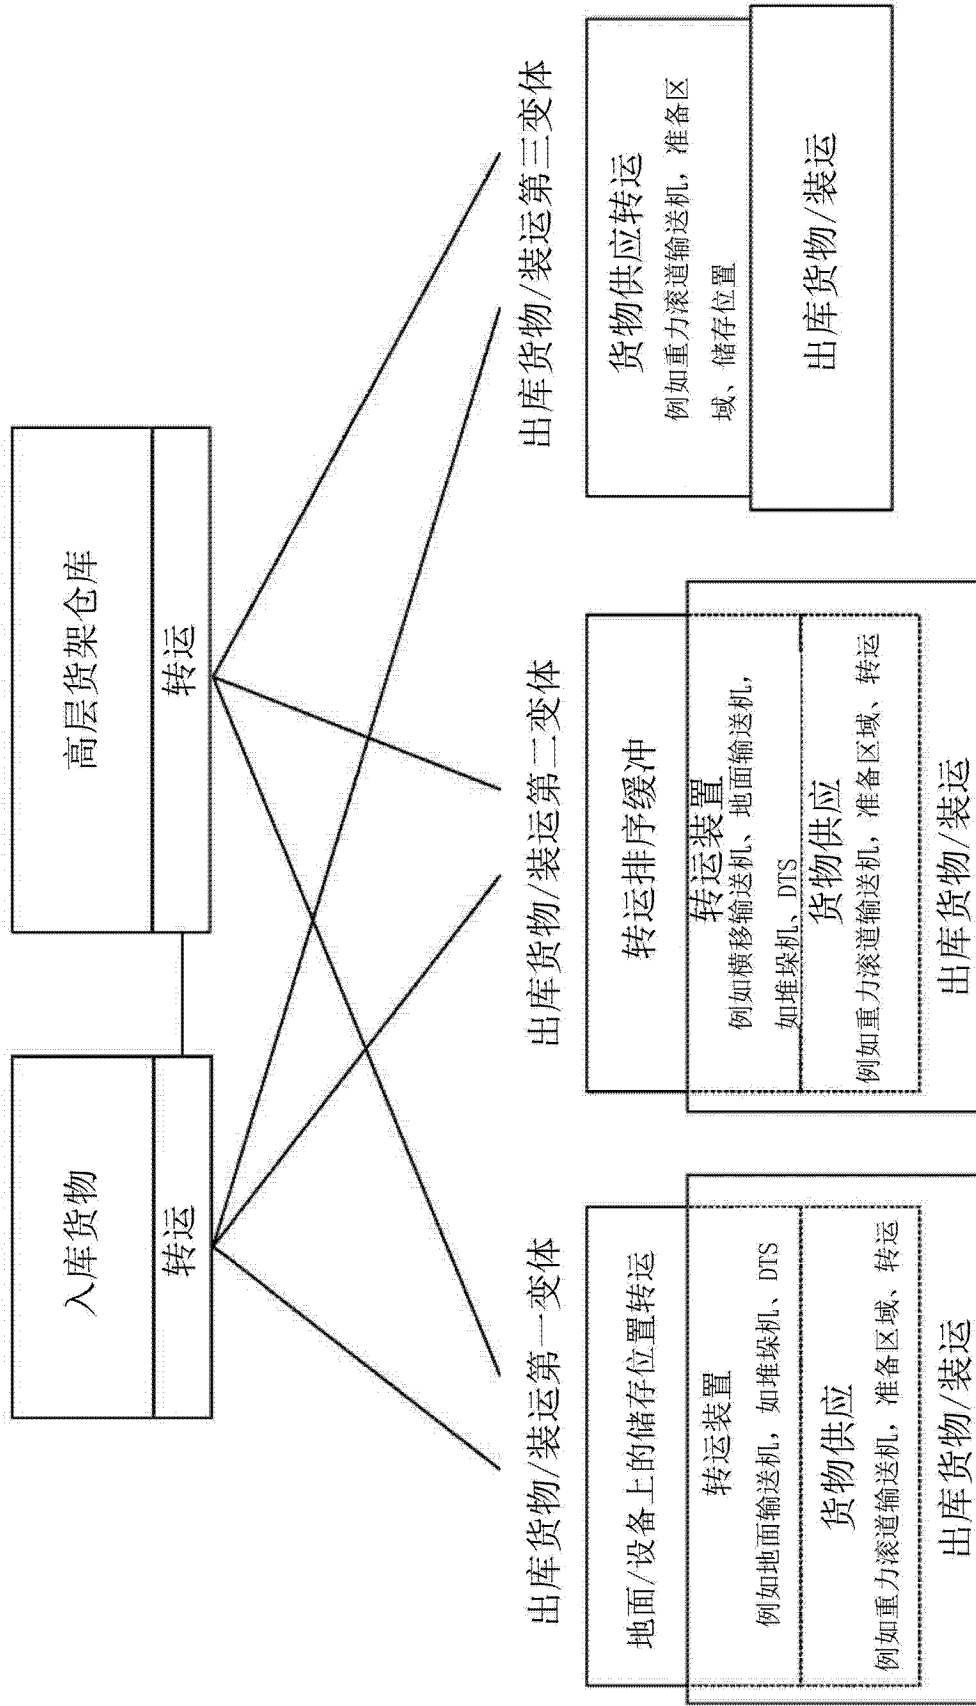 入库货物
转运
高层货架仓库
转运
出库货物/装运第一变体
地面/设备上的储存位置转运
转运装置
例如地面输送机，如堆垛机、DTS
货物供应
例如重力滚道输送机，准备区域、转运
出库货物/装运
出库货物/装运第二变体
转运排序缓冲
转运装置
例如横移输送机、地面输送机，
如堆垛机、DTS
货物供应
例如重力滚道输送机，准备区域、转运
出库货物/装运
出库货物/装运第三变体
货物供应转运
例如重力滚道输送机，准备区
域、储存位置
出库货物/装运